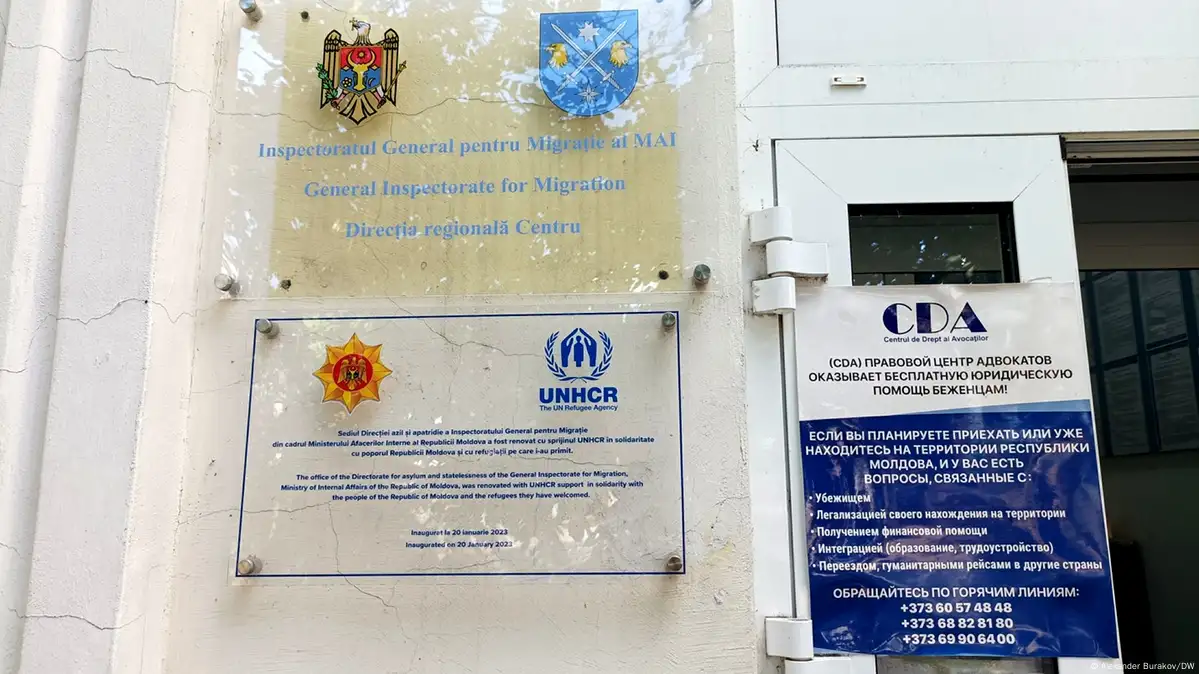 Inspectoratul General pentru Migrație al MAI
General Inspectorate for Migration
Direcția regională Centru
UNHCR
The UN Refugee Agency
Sediul Direcției azil și apatridie a Inspectoratului General pentru Migrație
din cadrul Ministerului Afacerilor Interne al Republicii Moldova a fost renovat cu sprijinul UNHCR în solidaritate
cu poporul Republicii Moldova și cu refugiații pe care i-au primit.
The office of the Directorate for asylum and statelessness of the General Inspectorate for Migration,
Ministry of Internal Affairs of the Republic of Moldova, was renovated with UNHCR support in solidarity with
the people of the Republic of Moldova and the refugees they have welcomed.
Inaugurat la 20 ianuarie 2023
Inaugurated on 20 January 2023
CDA
Centrul de Drept al Avocaților
(CDA) ПРАВОВОЙ ЦЕНТР АДВОКАТОВ
ОКАЗЫВАЕТ БЕСПЛАТНУЮ ЮРИДИЧЕСКУЮ
ПОМОЩЬ БЕЖЕНЦАМ!
ЕСЛИ ВЫ ПЛАНИРУЕТЕ ПРИЕХАТЬ ИЛИ УЖЕ
НАХОДИТЕСЬ НА ТЕРРИТОРИИ РЕСПУБЛИКИ
МОЛДОВА, И У ВАС ЕСТЬ
ВОПРОСЫ, СВЯЗАННЫЕ С:
• Убежищем
• Легализацией своего нахождения на территории
• Получением финансовой помощи
• Интеграцией (образование, трудоустройство)
• Переездом, гуманитарными рейсами в другие страны
ОБРАЩАЙТЕСЬ ПО ГОРЯЧИМ ЛИНИЯМ:
+373 60 57 48 48
+373 68 82 81 80
+373 69 90 64 00
© Alexander Burakov/DW